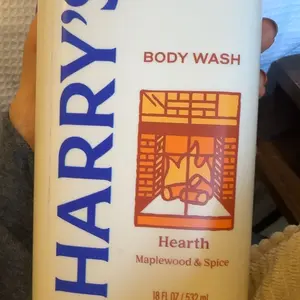 HARRY'S
BODY WASH
Hearth
Maplewood & Spice
18 FL OZ / 532 ml